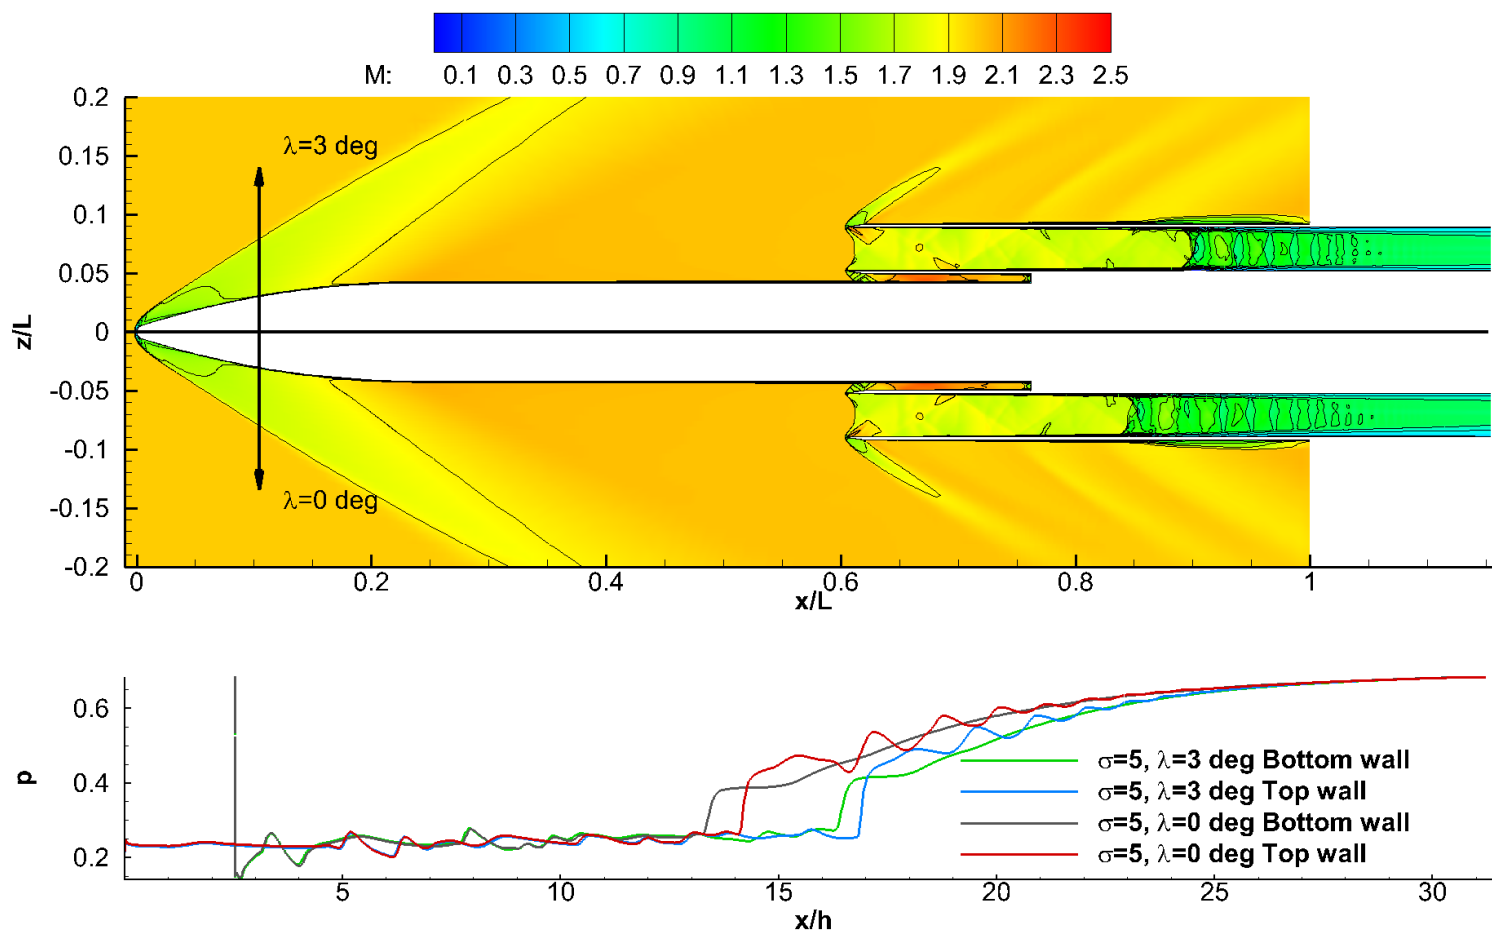 M: 0.1 0.3 0.5 0.7 0.9 1.1 1.3 1.5 1.7 1.9 2.1 2.3 2.5
0.2
0.15
0.1
0.05
0
-0.05
-0.1
-0.15
-0.2
z/L
λ=3 deg
λ=0 deg
0 0.2 0.4 0.6 0.8 1
x/L
0.6
0.4
0.2
p
σ=5, λ=3 deg Bottom wall
σ=5, λ=3 deg Top wall
σ=5, λ=0 deg Bottom wall
σ=5, λ=0 deg Top wall
5 10 15 20 25 30
x/h